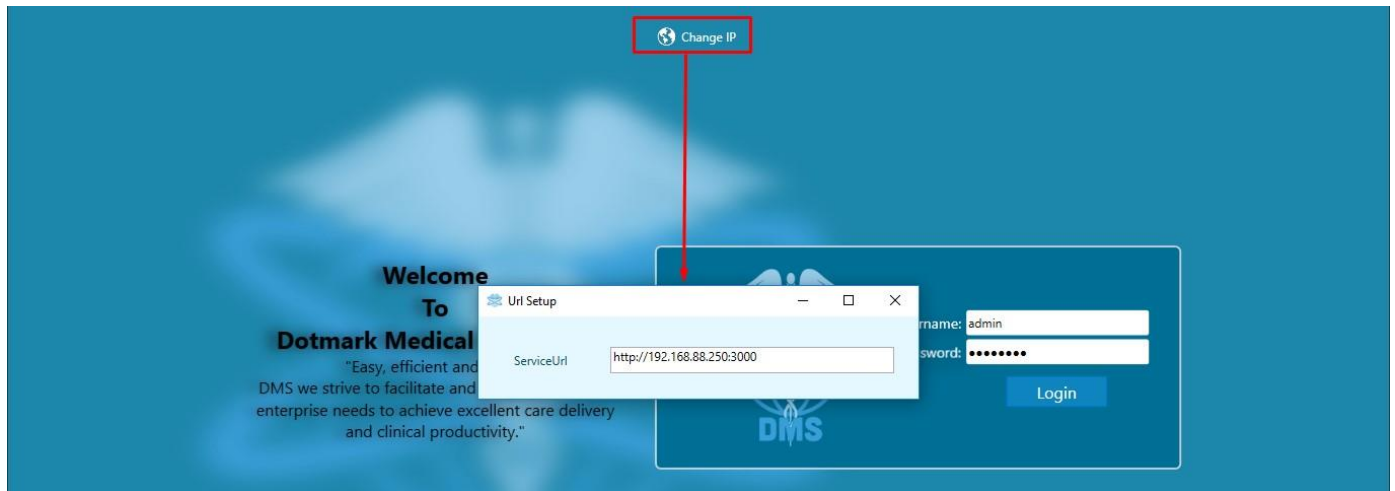 Change IP
Welcome
To
Dotmark Medical
"Easy, efficient and
DMS we strive to facilitate and
enterprise needs to achieve excellent care delivery
and clinical productivity."
Url Setup
ServiceUrl
http://192.168.88.250:3000
rname:
admin
sword:
Login
DMS